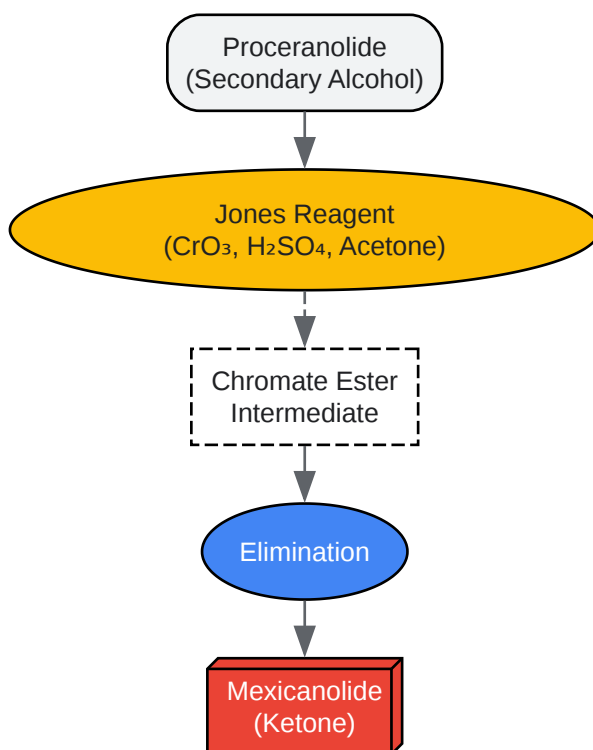 Proceranolide
(Secondary Alcohol)
Jones Reagent
(CrO₃, H₂SO₄, Acetone)
Chromate Ester
Intermediate
Elimination
Mexicanolide
(Ketone)